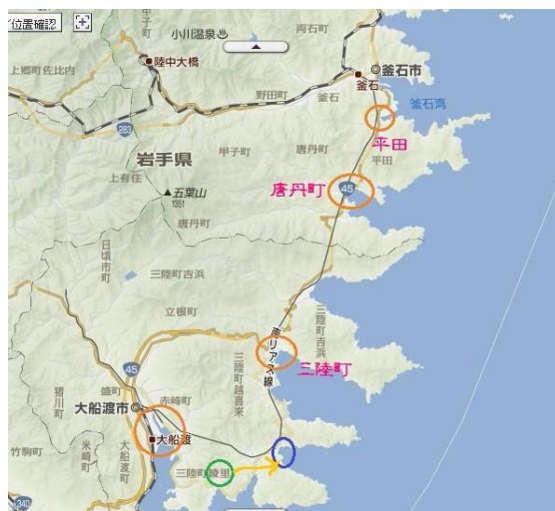 位置確認
小川温泉
両石町
甲子町
上郷町佐比内
陸中大橋
釜石市
釜石
野田町
釜石
釜石湾
283
平田
平田
岩手県
甲子町
唐丹町
上有住
唐丹町
45
五葉山
1351
唐丹町
日頃市町
三陸町吉浜
立根町
三陸町吉浜
南リアス線
三陸町
三陸町越喜来
45
盛町
赤崎町
猪川町
大船渡市
大船渡
竹駒町
米崎町
大船渡町
三陸町綾里
340